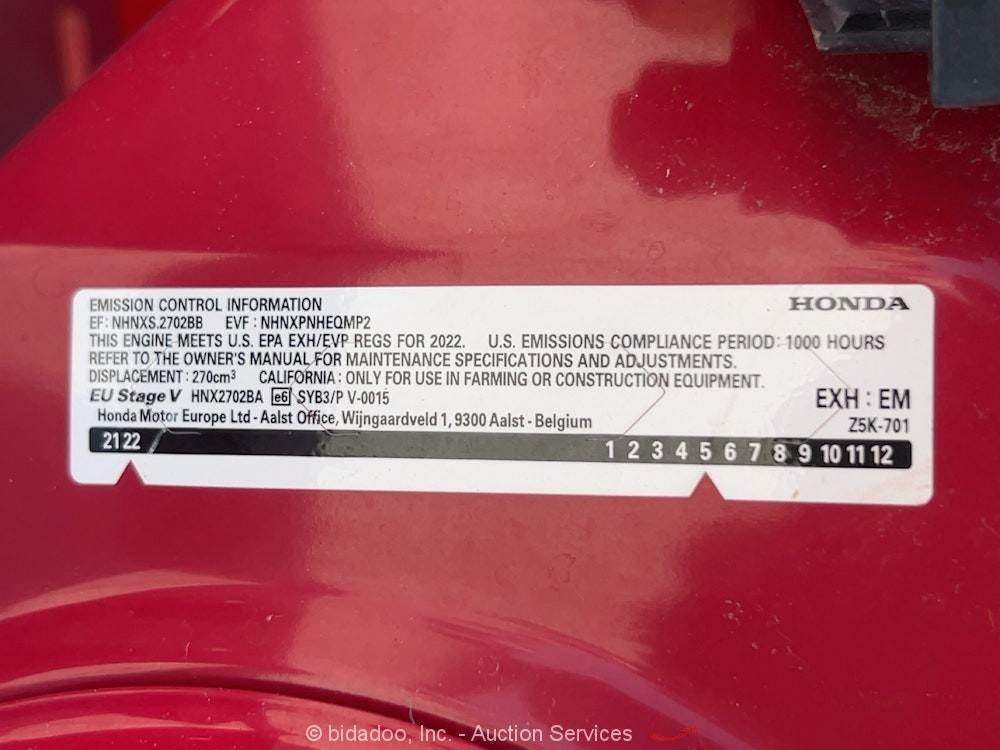 EMISSION CONTROL INFORMATION HONDA
EF: NHNXS.2702BB EVF : NHNXPNHEQMP2
THIS ENGINE MEETS U.S. EPA EXH/EVP REGS FOR 2022. U.S. EMISSIONS COMPLIANCE PERIOD: 1000 HOURS
REFER TO THE OWNER'S MANUAL FOR MAINTENANCE SPECIFICATIONS AND ADJUSTMENTS.
DISPLACEMENT: 270cm³ CALIFORNIA: ONLY FOR USE IN FARMING OR CONSTRUCTION EQUIPMENT.
EU Stage V HNX2702BA e6 SYB3/P V-0015 EXH : EM
Honda Motor Europe Ltd - Aalst Office, Wijngaardveld 1, 9300 Aalst - Belgium Z5K-701
21 22 1 2 3 4 5 6 7 8 9 10 11 12
© bidadoo, Inc. - Auction Services